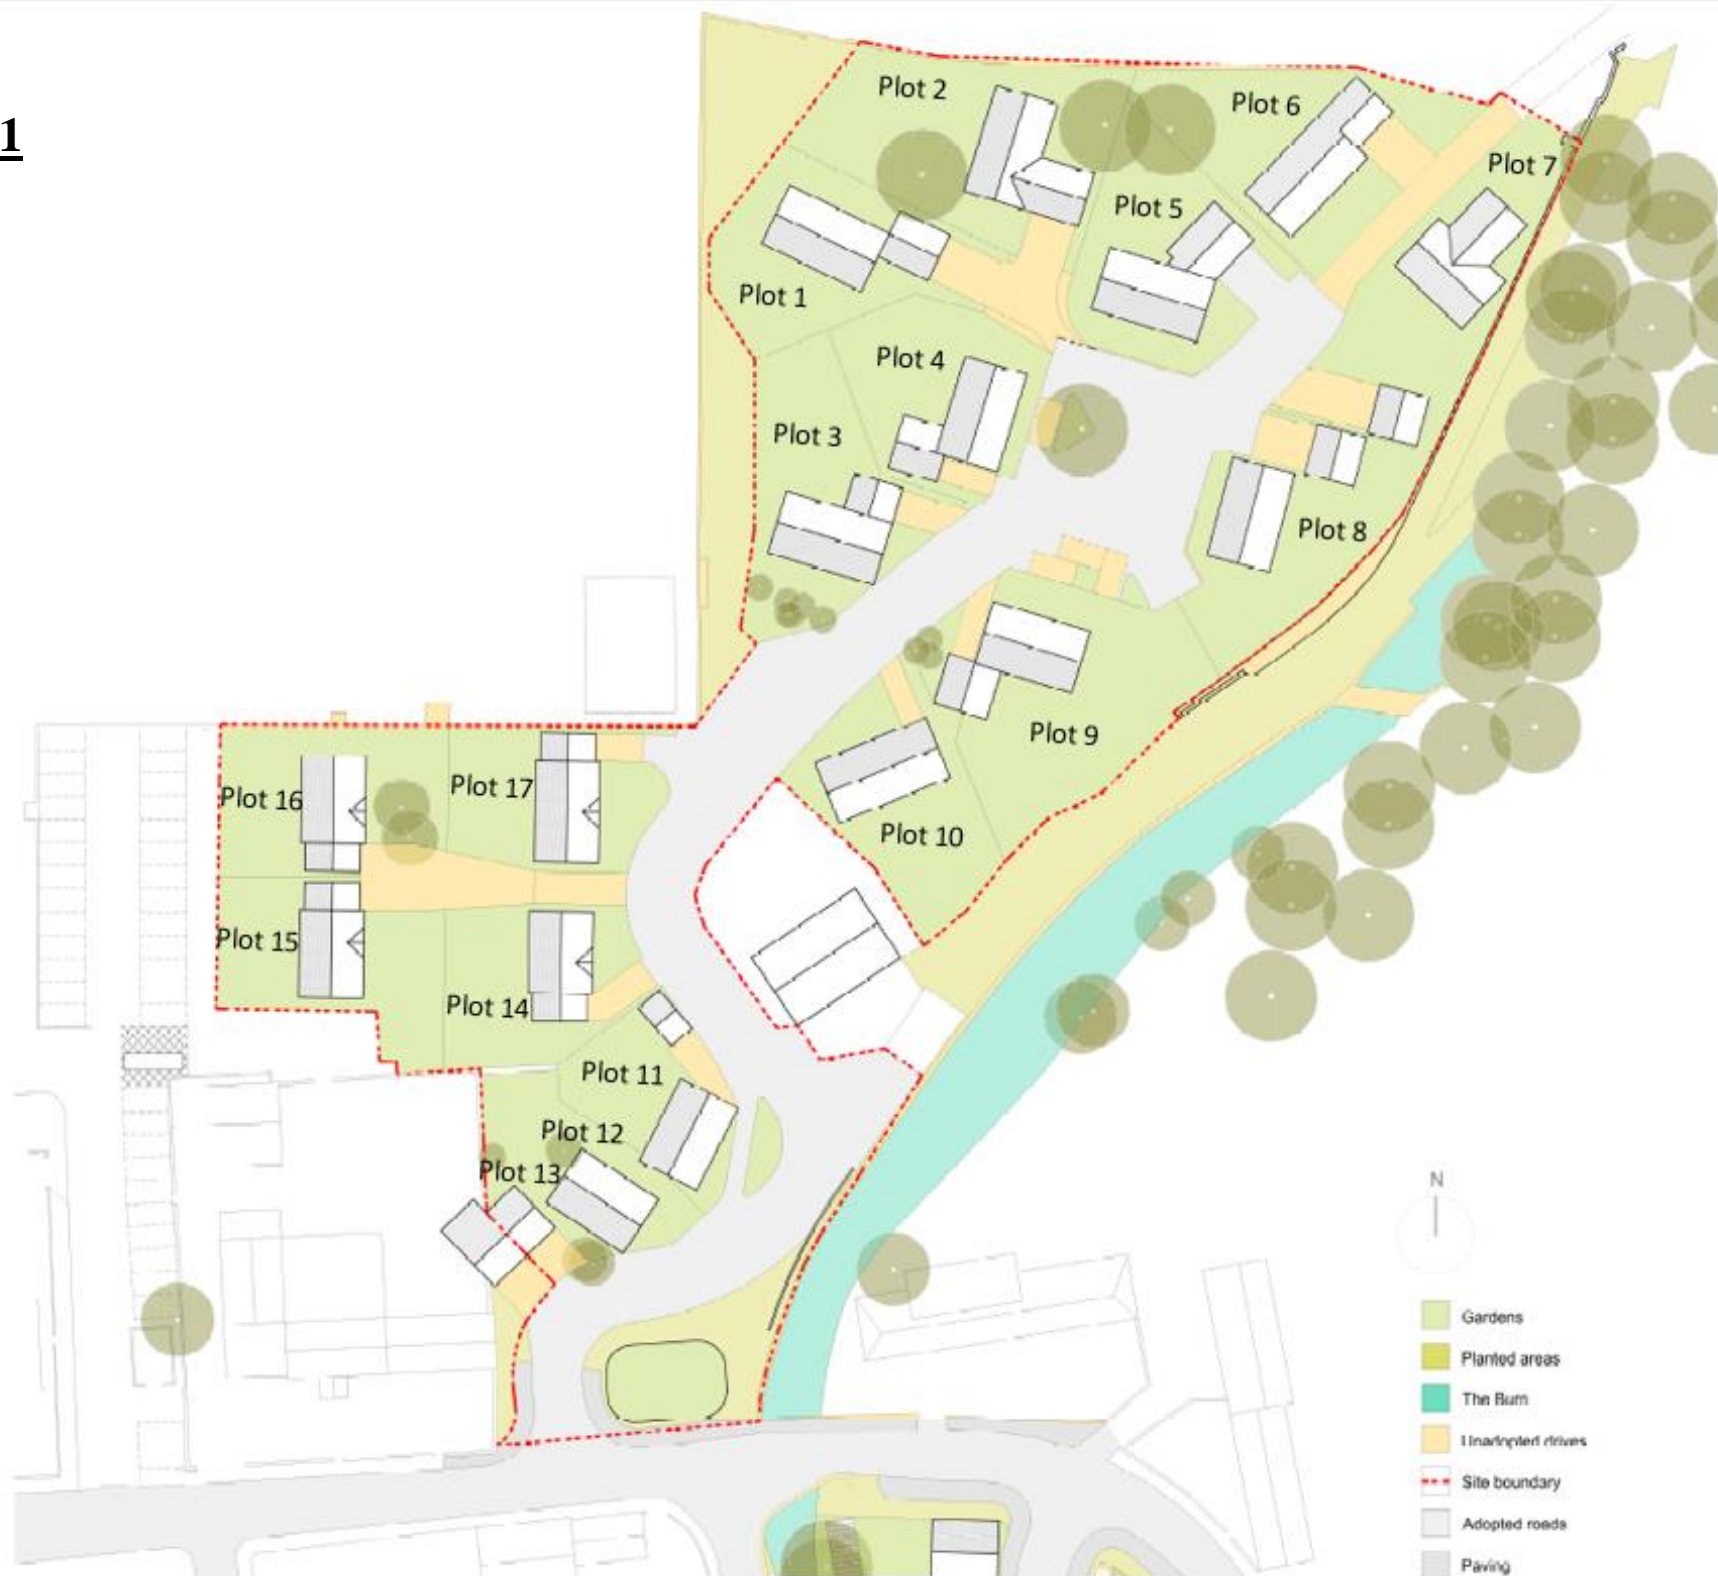 1
Plot 2
Plot 6
Plot 7
Plot 5
Plot 1
Plot 4
Plot 3
Plot 8
Plot 9
Plot 16
Plot 17
Plot 10
Plot 15
Plot 14
Plot 11
Plot 12
Plot 13
N
Gardens
Planted areas
The Burn
Unadopted drives
Site boundary
Adopted roads
Paving